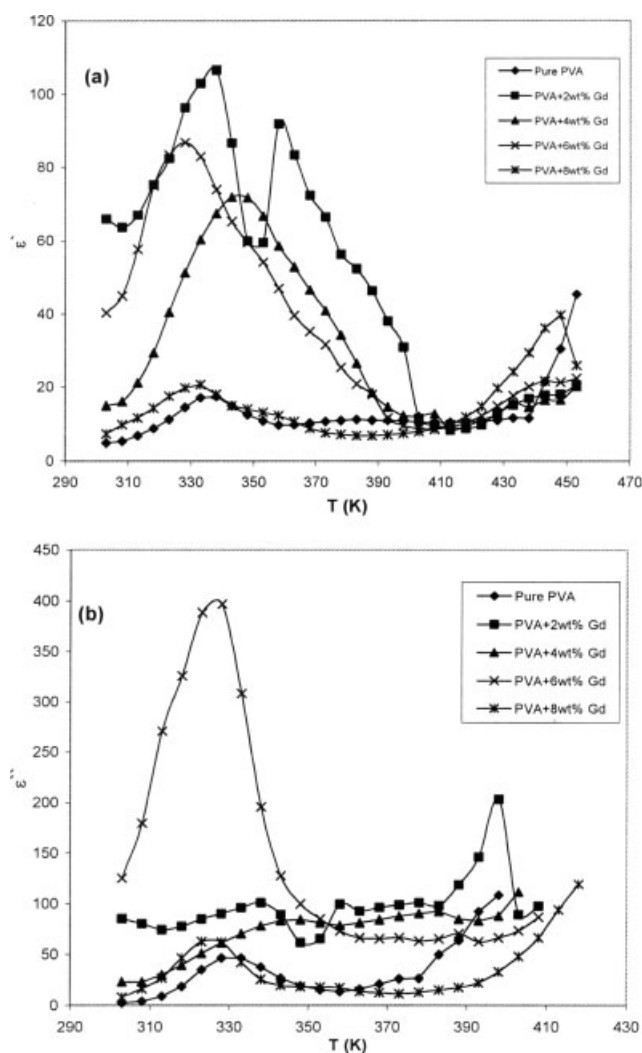 120
100
80
60
40
20
0
ε`
(a)
Pure PVA
PVA+2wt% Gd
PVA+4wt% Gd
PVA+6wt% Gd
PVA+8wt% Gd
290 310 330 350 370 390 410 430 450 470
T (K)
450
400
350
300
250
200
150
100
50
0
ε``
(b)
Pure PVA
PVA+2wt% Gd
PVA+4wt% Gd
PVA+6wt% Gd
PVA+8wt% Gd
290 310 330 350 370 390 410 430
T (K)